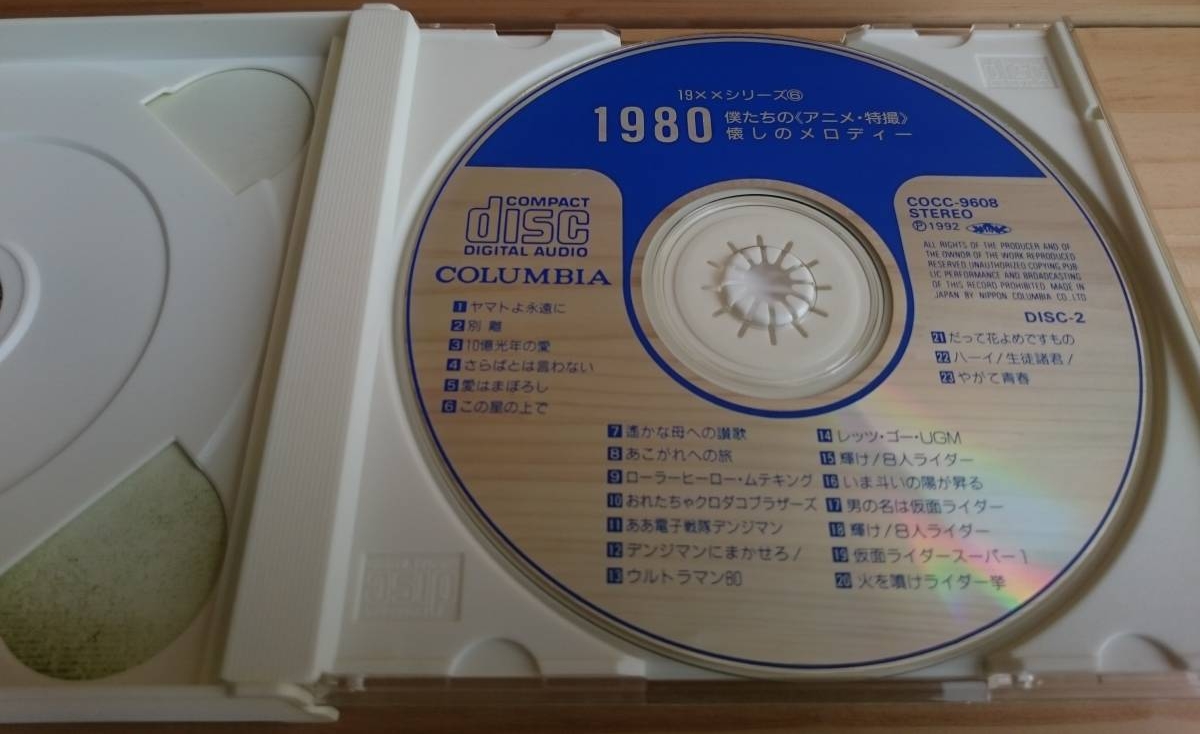 19××シリーズ⑥
1980 僕たちの《アニメ・特撮》
懐しのメロディー
COMPACT
disc
DIGITAL AUDIO
COLUMBIA
1 ヤマトよ永遠に
2 別離
3 10億光年の愛
4 さらばとは言わない
5 愛はまぼろし
6 この星の上で
7 遙かな母への讃歌
8 あこがれへの旅
9 ローラーヒーロー・ムテキング
10 おれたちゃクロダコブラザーズ
11 ああ電子戦隊デンジマン
12 デンジマンにまかせろ!
13 ウルトラマン80
14 レッツ・ゴー・UGM
15 輝け!8人ライダー
16 いま斗いの陽が昇る
17 男の名は仮面ライダー
18 輝け!8人ライダー
19 仮面ライダースーパー1
20 火を噴けライダー拳
COCC-9608
STEREO
Ⓟ1992
ALL RIGHTS OF THE PRODUCER AND OF
THE OWNOR OF THE WORK REPRODUCED
RESERVED UNAUTHORIZED COPYING PUB
LIC PERFORMANCE AND BROADCASTING
OF THIS RECORD PROHIBITED MADE IN
JAPAN BY NIPPON COLUMBIA CO.,LTD
DISC-2
21 だって花よめですもの
22 ハーイ!生徒諸君!
23 やがて青春